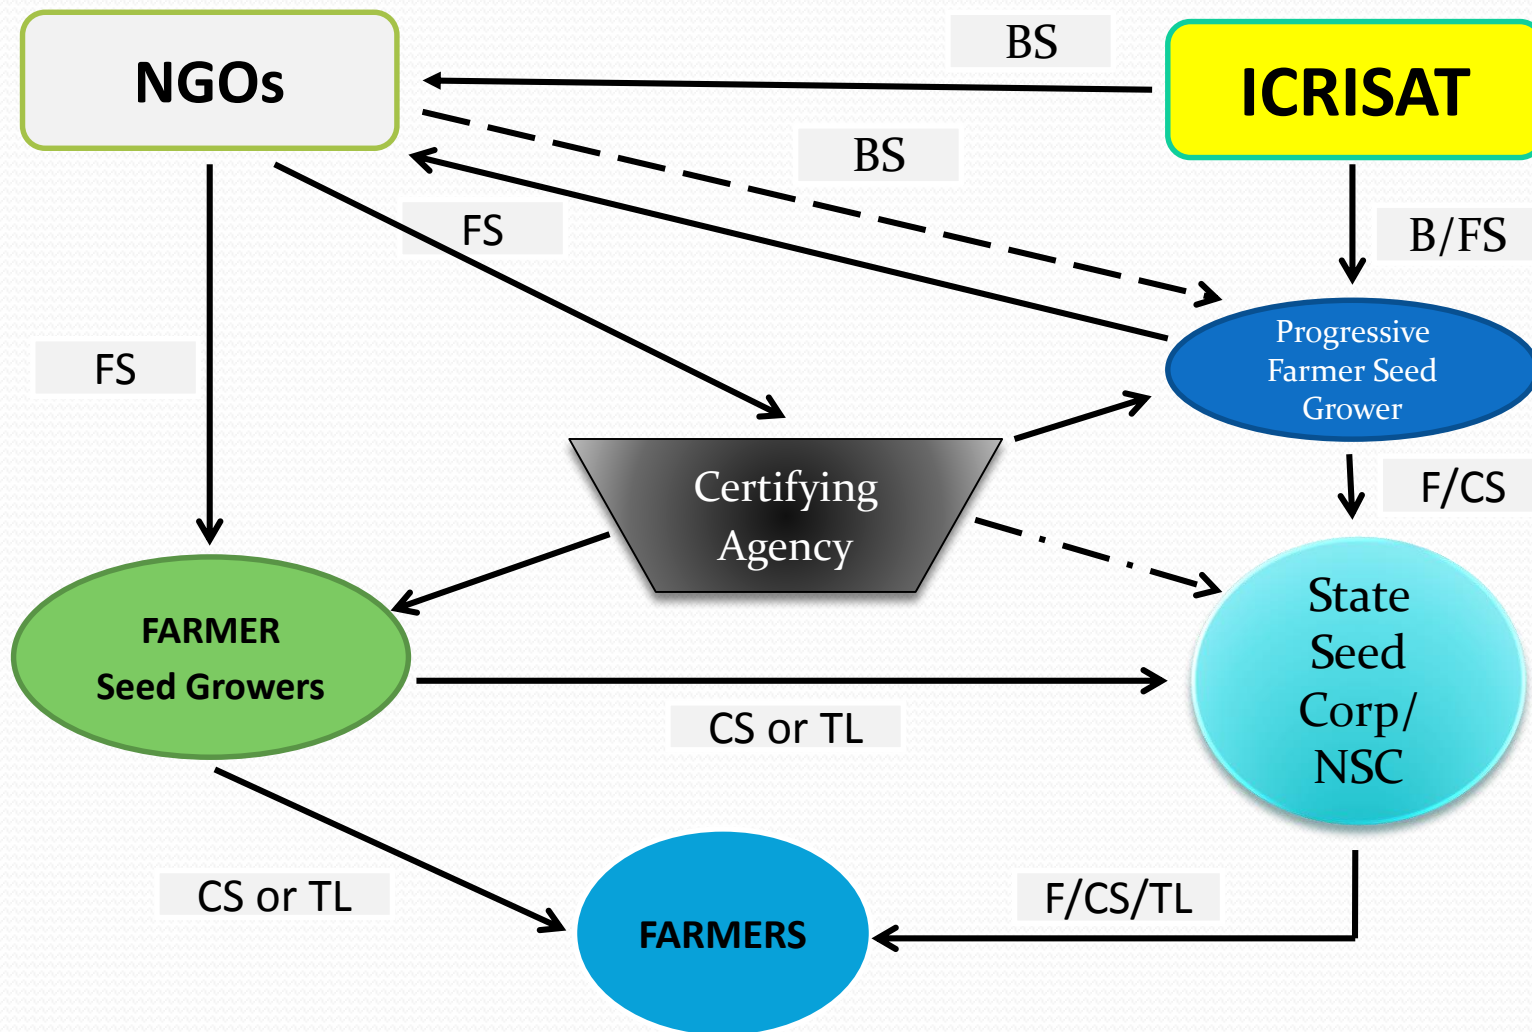 BS
NGOs
ICRISAT
BS
FS
B/FS
FS
Progressive
Farmer Seed
Grower
Certifying
Agency
F/CS
FARMER
Seed Growers
State
Seed
Corp/
NSC
CS or TL
CS or TL
F/CS/TL
FARMERS